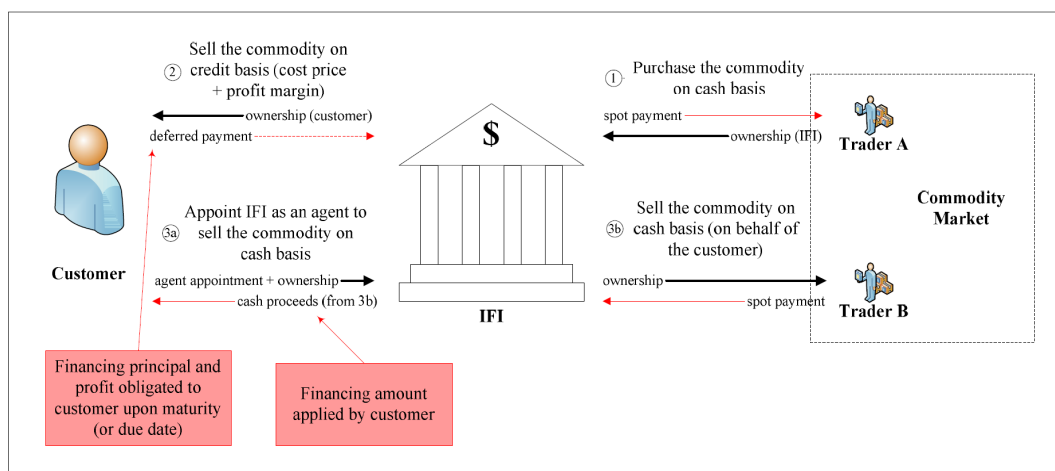 Sell the commodity on
② credit basis (cost price
+ profit margin)
ownership (customer)
deferred payment
① Purchase the commodity
on cash basis
spot payment
ownership (IFI)
Trader A
$
Commodity
Market
Appoint IFI as an agent to
3a sell the commodity on
cash basis
Customer
agent appointment + ownership
cash proceeds (from 3b)
IFI
Sell the commodity on
3b cash basis (on behalf of
the customer)
ownership
spot payment
Trader B
Financing principal and
profit obligated to
customer upon maturity
(or due date)
Financing amount
applied by customer